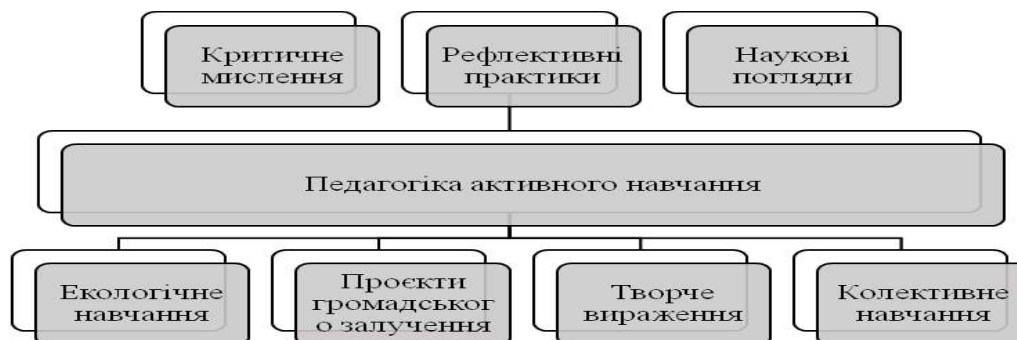 Критичне
мислення
Рефлективні
практики
Наукові
погляди
Педагогіка активного навчання
Екологічне
навчання
Проєкти
громадськог
о залучення
Творче
вираження
Колективне
навчання